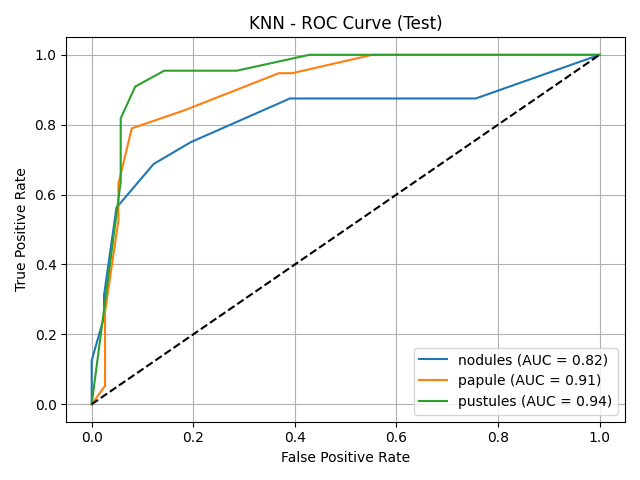 KNN - ROC Curve (Test)
True Positive Rate
1.0
0.8
0.6
0.4
0.2
0.0
nodules (AUC = 0.82)
papule (AUC = 0.91)
pustules (AUC = 0.94)
0.0 0.2 0.4 0.6 0.8 1.0
False Positive Rate